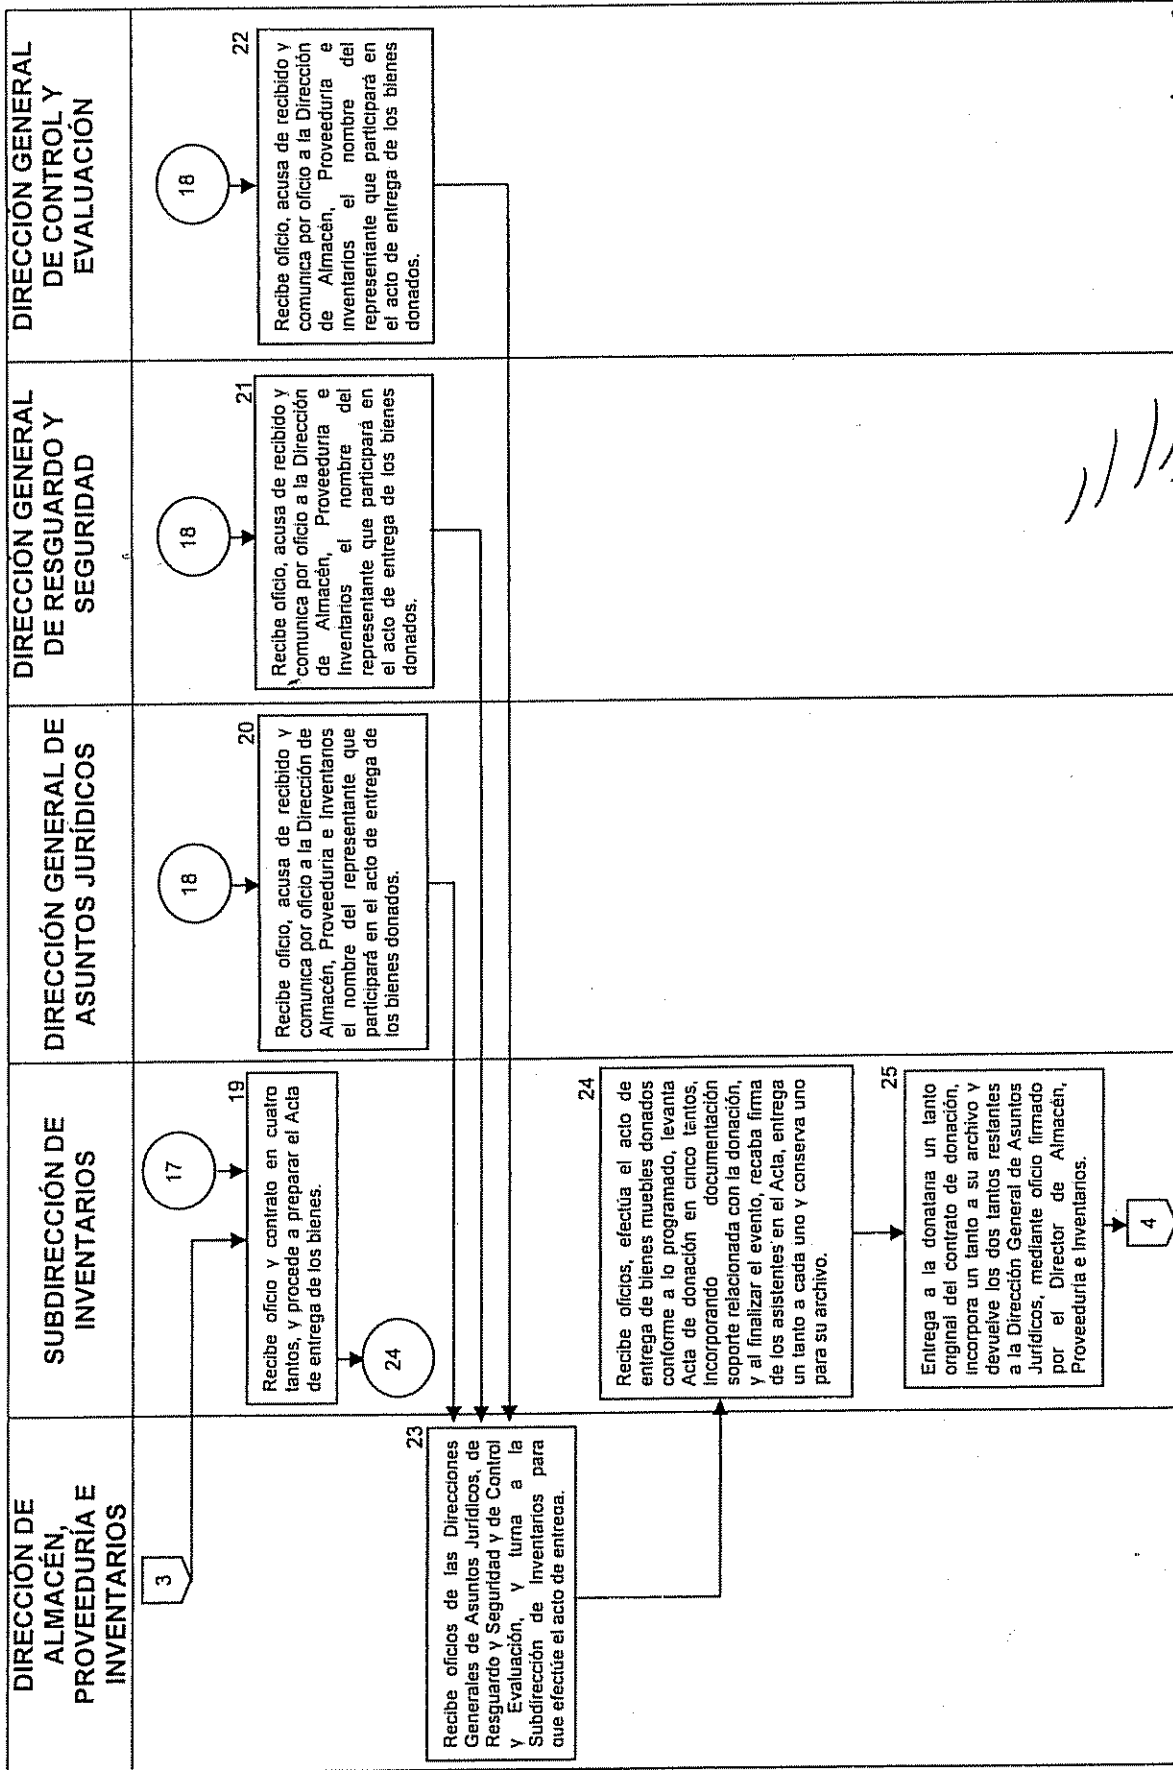 DIRECCIÓN DE
ALMACÉN,
PROVEEDURÍA E
INVENTARIOS
SUBDIRECCIÓN DE
INVENTARIOS
DIRECCIÓN GENERAL DE
ASUNTOS JURÍDICOS
DIRECCIÓN GENERAL
DE RESGUARDO Y
SEGURIDAD
DIRECCIÓN GENERAL
DE CONTROL Y
EVALUACIÓN
3
17
18
18
18
19
Recibe oficio y contrato en cuatro
tantos, y procede a preparar el Acta
de entrega de los bienes.
24
20
Recibe oficio, acusa de recibido y
comunica por oficio a la Dirección de
Almacén, Proveeduria e Inventarios
el nombre del representante que
participará en el acto de entrega de
los bienes donados.
21
Recibe oficio, acusa de recibido y
comunica por oficio a la Dirección
de Almacén, Proveeduria e
Inventarios el nombre del
representante que participará en
el acto de entrega de los bienes
donados.
22
Recibe oficio, acusa de recibido y
comunica por oficio a la Dirección
de Almacén, Proveeduria e
Inventarios el nombre del
representante que participará en
el acto de entrega de los bienes
donados.
23
Recibe oficios de las Direcciones
Generales de Asuntos Jurídicos, de
Resguardo y Seguridad y de Control
y Evaluación, y turna a la
Subdirección de Inventarios para
que efectúe el acto de entrega.
24
Recibe oficios, efectúa el acto de
entrega de bienes muebles donados
conforme a lo programado, levanta
Acta de donación en cinco tantos,
incorporando documentación
soporte relacionada con la donación,
y al finalizar el evento, recaba firma
de los asistentes en el Acta, entrega
un tanto a cada uno y conserva uno
para su archivo.
25
Entrega a la donataria un tanto
original del contrato de donación,
incorpora un tanto a su archivo y
devuelve los dos tantos restantes
a la Dirección General de Asuntos
Jurídicos, mediante oficio firmado
por el Director de Almacén,
Proveeduria e Inventarios.
4